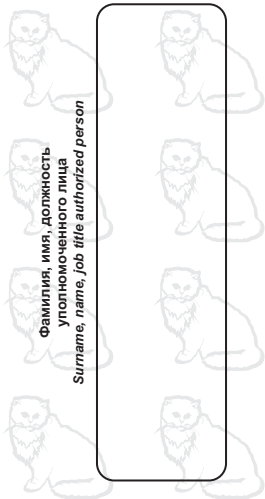 Фамилия, имя, должность
уполномоченного лица
Surname, name, job title authorized person